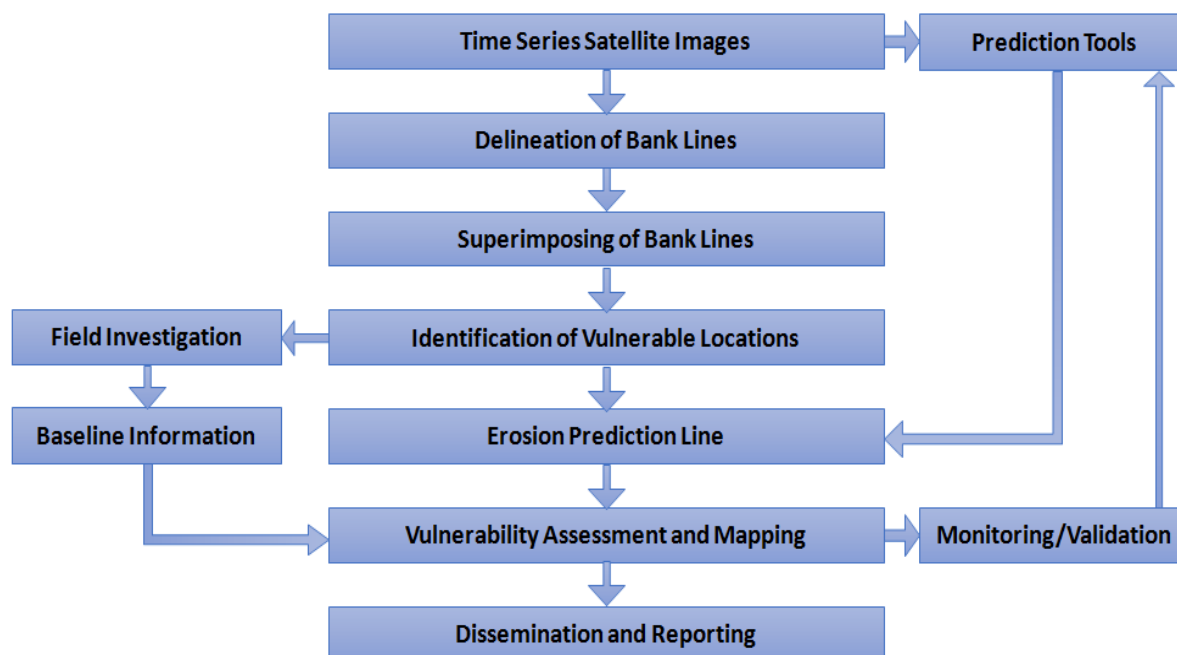 Time Series Satellite Images
Prediction Tools
Delineation of Bank Lines
Superimposing of Bank Lines
Field Investigation
Identification of Vulnerable Locations
Baseline Information
Erosion Prediction Line
Vulnerability Assessment and Mapping
Monitoring/Validation
Dissemination and Reporting